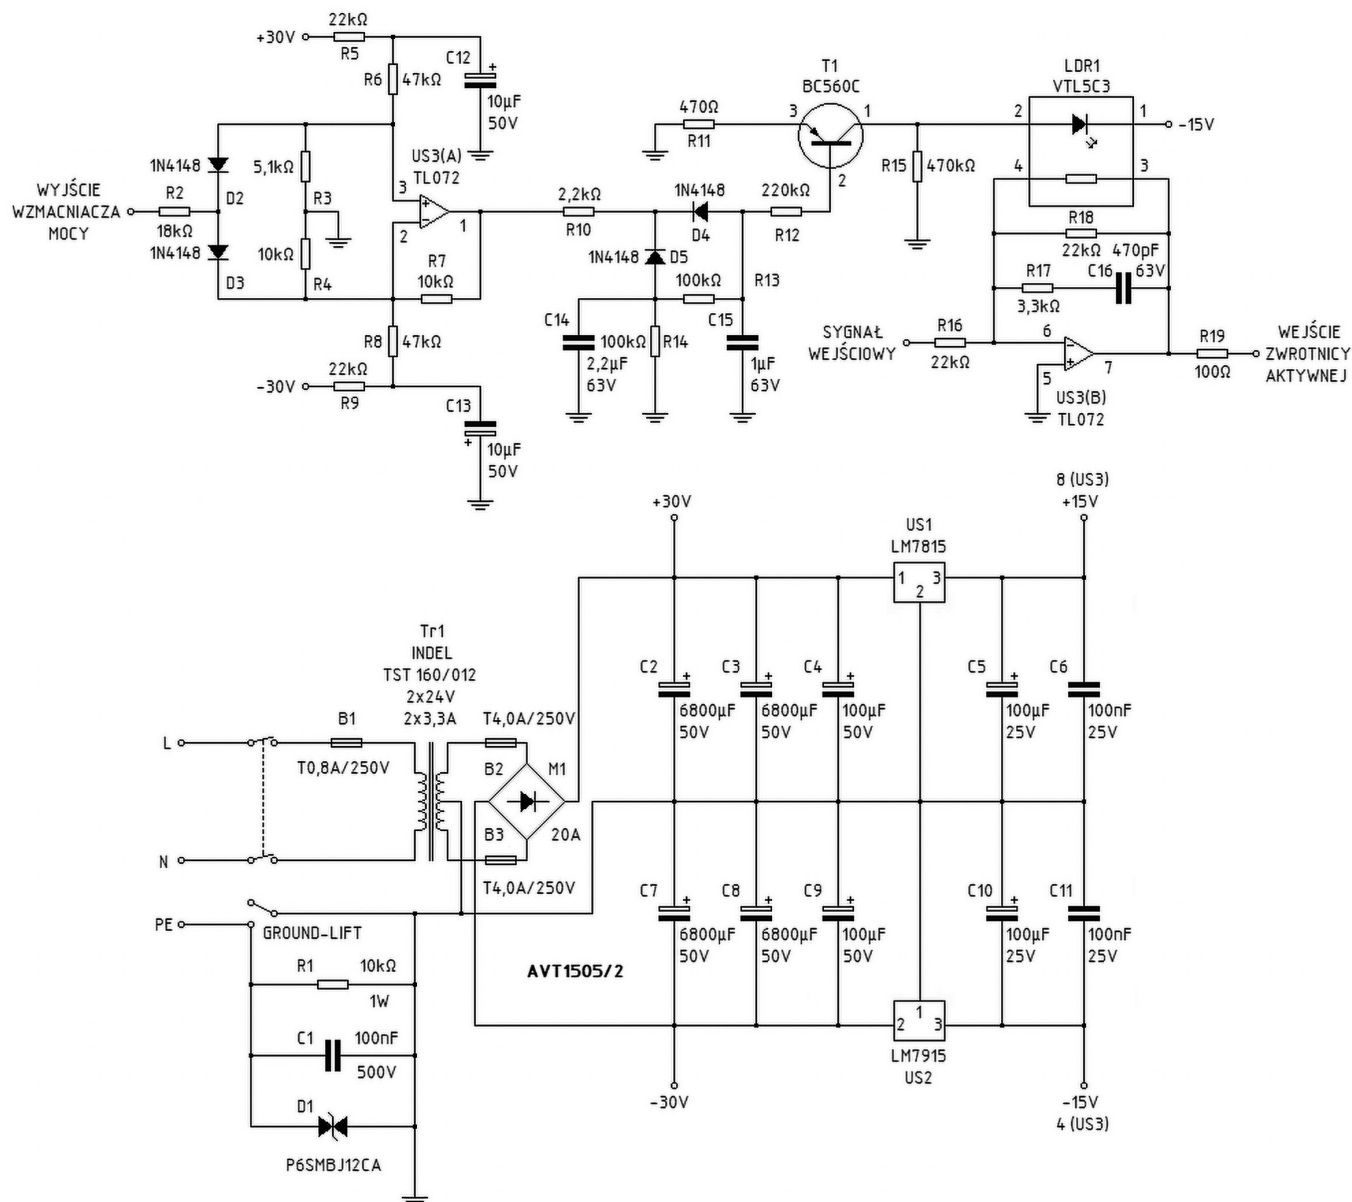 22kΩ
+30V
R5
C12
+
R6
47kΩ
10µF
50V
1N4148
5,1kΩ
US3(A)
TL072
WYJŚCIE
WZMACNIACZA
MOCY
R2
18kΩ
D2
R3
3
+
−
2
1
1N4148
10kΩ
D3
R4
R7
10kΩ
R8
47kΩ
22kΩ
−30V
R9
C13
+
10µF
50V
T1
BC560C
470Ω
3
1
R11
2
2,2kΩ
R10
1N4148
D4
220kΩ
R12
R15
470kΩ
1N4148
D5
100kΩ
R13
C14
100kΩ
R14
C15
2,2µF
63V
1µF
63V
LDR1
VTL5C3
2
1
−15V
4
3
R18
22kΩ
470pF
R17
C16
63V
3,3kΩ
SYGNAŁ
WEJŚCIOWY
R16
22kΩ
6
−
+
5
7
US3(B)
TL072
R19
100Ω
WEJŚCIE
ZWROTNICY
AKTYWNEJ
+30V
8 (US3)
+15V
US1
LM7815
1
3
2
Tr1
INDEL
TST 160/012
2x24V
2x3,3A
C2
+
6800µF
50V
C3
+
6800µF
50V
C4
+
100µF
50V
C5
+
100µF
25V
C6
100nF
25V
L
B1
T0,8A/250V
T4,0A/250V
B2
M1
B3
20A
T4,0A/250V
N
PE
GROUND-LIFT
C7
+
6800µF
50V
C8
+
6800µF
50V
C9
+
100µF
50V
C10
+
100µF
25V
C11
100nF
25V
R1
10kΩ
1W
AVT1505/2
C1
100nF
500V
1
2
3
LM7915
US2
−30V
−15V
4 (US3)
D1
P6SMBJ12CA